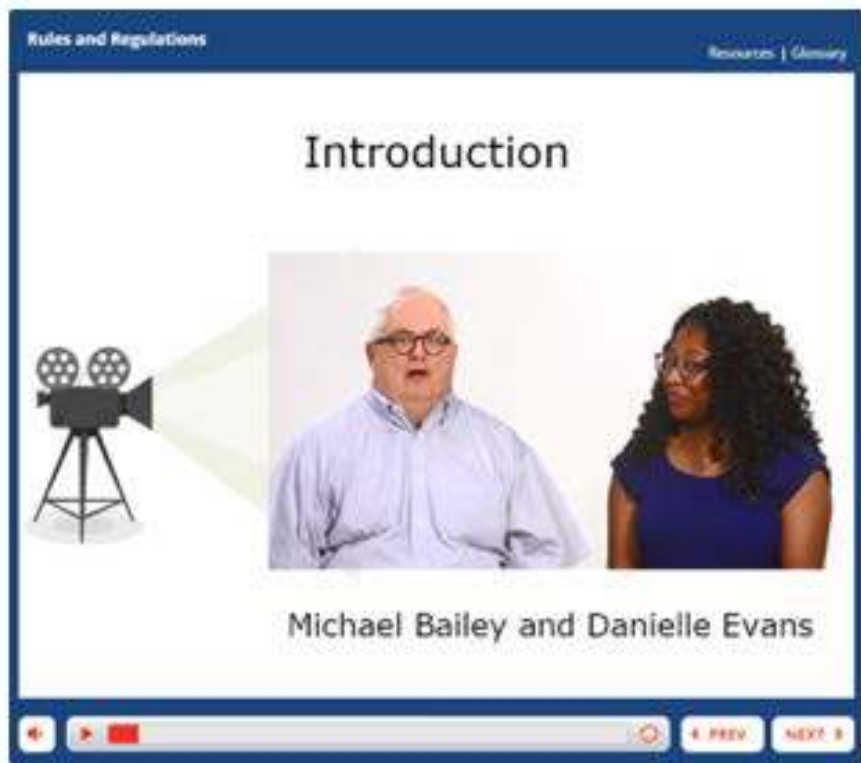 Rules and Regulations
Resources | Glossary
Introduction
Michael Bailey and Danielle Evans
PREV
NEXT